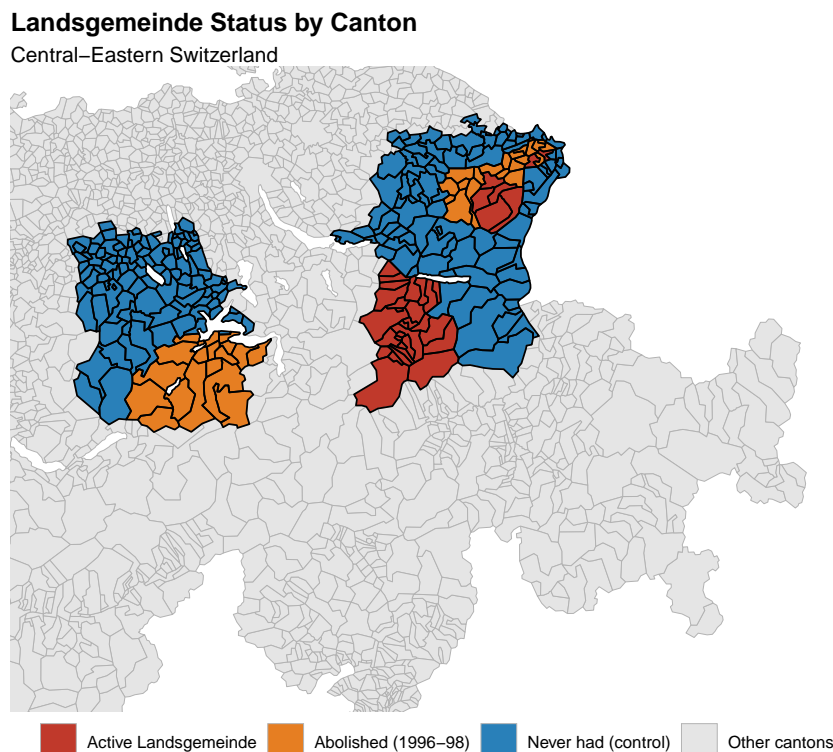 Landsgemeinde Status by Canton
Central−Eastern Switzerland
Active Landsgemeinde
Abolished (1996−98)
Never had (control)
Other cantons